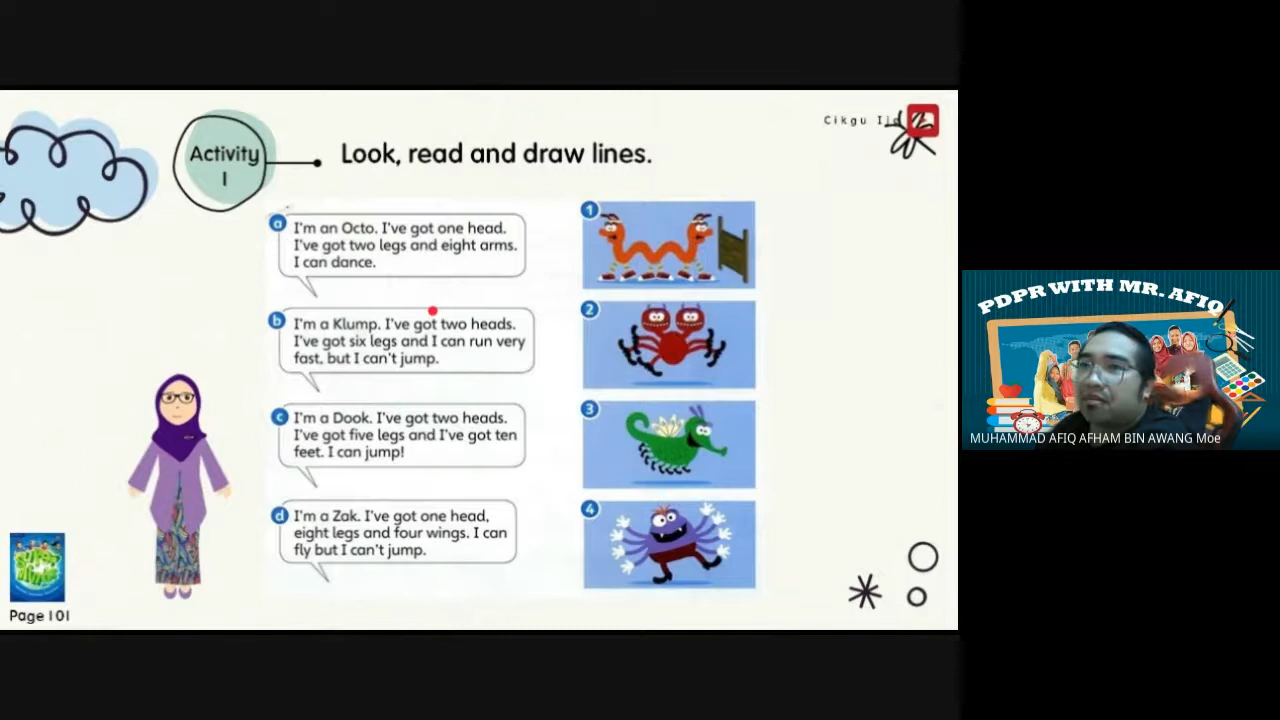 Cikgu
Activity
1
Look, read and draw lines.
a
I'm an Octo. I've got one head.
I've got two legs and eight arms.
I can dance.
b
I'm a Klump. I've got two heads.
I've got six legs and I can run very
fast, but I can't jump.
c
I'm a Dook. I've got two heads.
I've got five legs and I've got ten
feet. I can jump!
d
I'm a Zak. I've got one head,
eight legs and four wings. I can
fly but I can't jump.
1
2
3
4
Page 101
PDPR WITH MR. AFIQ
MUHAMMAD AFIQ AFHAM BIN AWANG Moe